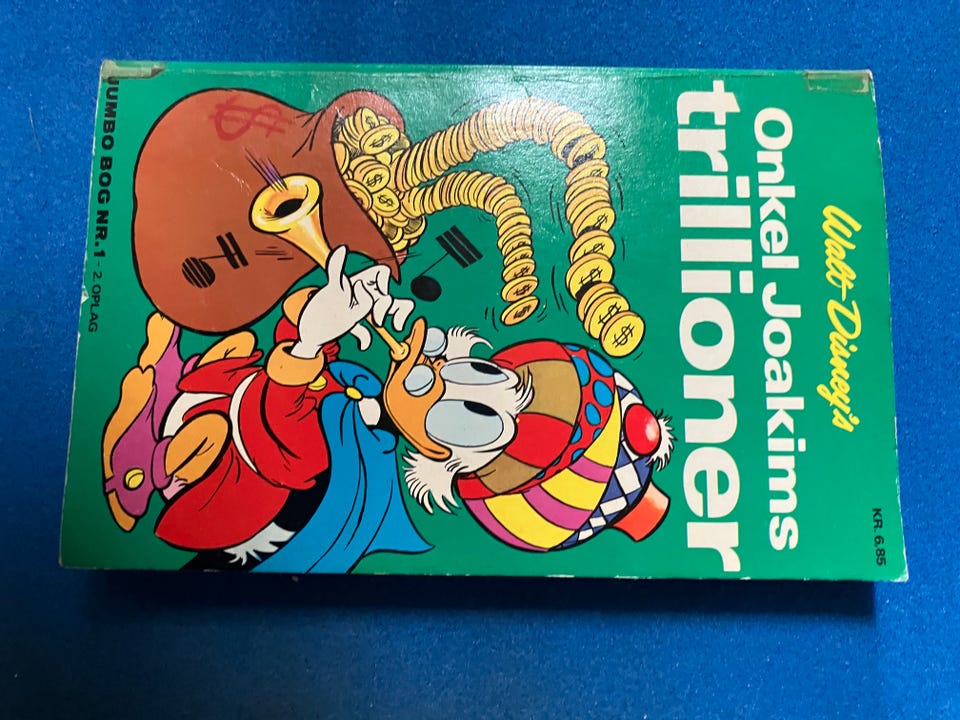 Walt Disney's
KR. 6.85
Onkel Joakims
trillioner
JUMBO BOG NR. 1 - 2. OPLAG